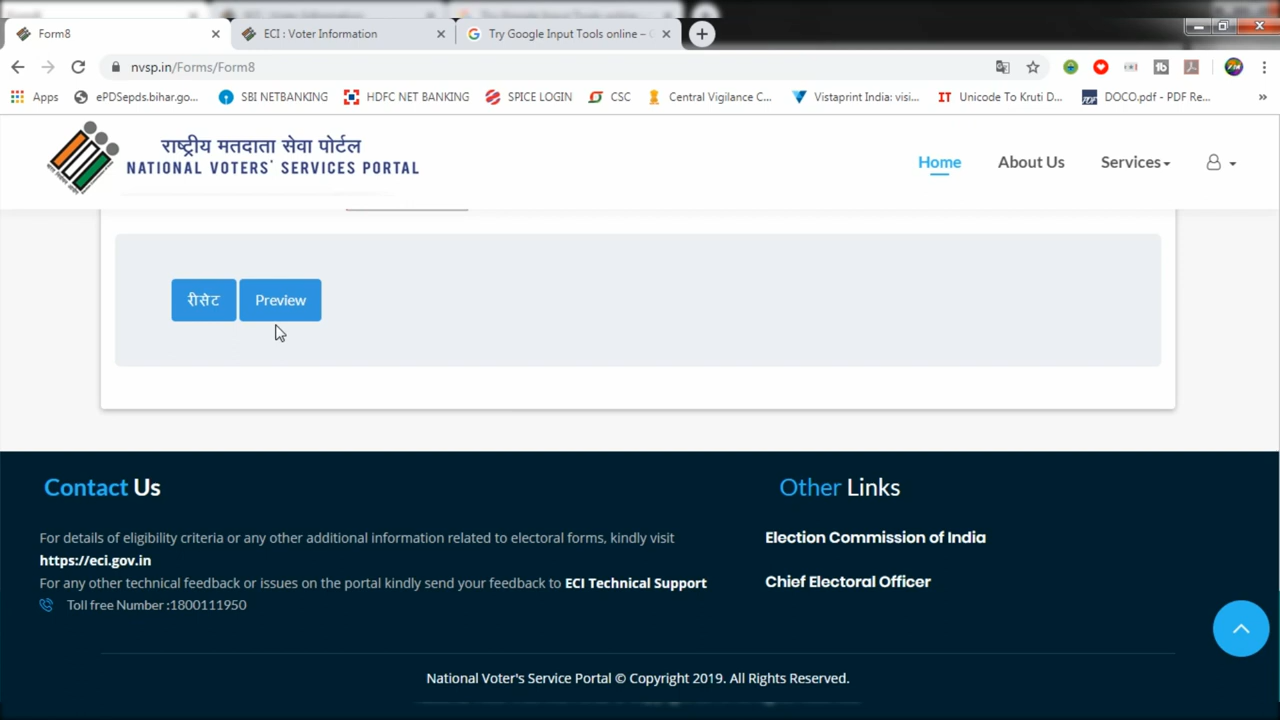 Form8
ECI : Voter Information
Try Google Input Tools online –
nvsp.in/Forms/Form8
Apps
ePDSepds.bihar.go...
SBI NETBANKING
HDFC NET BANKING
SPICE LOGIN
CSC
Central Vigilance C...
Vistaprint India: visi...
IT Unicode To Kruti D...
DOCO.pdf - PDF Re...
»
राष्ट्रीय मतदाता सेवा पोर्टल
NATIONAL VOTERS' SERVICES PORTAL
Home
About Us
Services
रीसेट
Preview
Contact Us
For details of eligibility criteria or any other additional information related to electoral forms, kindly visit
https://eci.gov.in
For any other technical feedback or issues on the portal kindly send your feedback to ECI Technical Support
Toll free Number :1800111950
Other Links
Election Commission of India
Chief Electoral Officer
National Voter's Service Portal © Copyright 2019. All Rights Reserved.